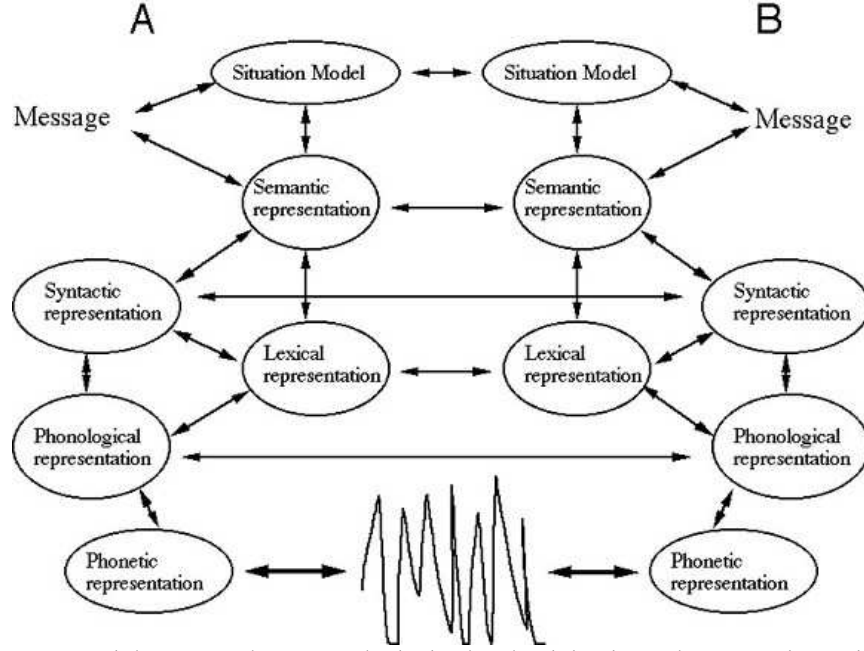 A
B
Situation Model
Situation Model
Message
Message
Semantic
representation
Semantic
representation
Syntactic
representation
Syntactic
representation
Lexical
representation
Lexical
representation
Phonological
representation
Phonological
representation
Phonetic
representation
Phonetic
representation